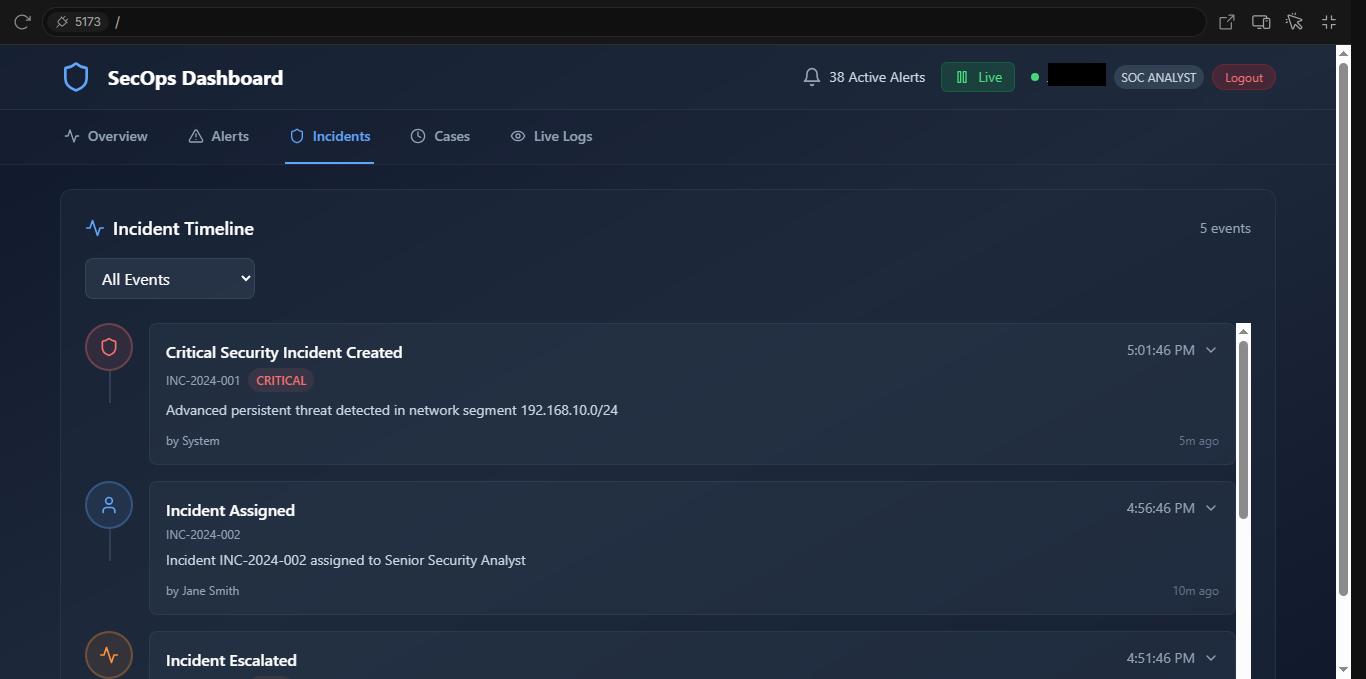 5173 /
SecOps Dashboard
38 Active Alerts
Live
SOC ANALYST
Logout
Overview
Alerts
Incidents
Cases
Live Logs
Incident Timeline
5 events
All Events
Critical Security Incident Created
5:01:46 PM
INC-2024-001 CRITICAL
Advanced persistent threat detected in network segment 192.168.10.0/24
by System
5m ago
Incident Assigned
4:56:46 PM
INC-2024-002
Incident INC-2024-002 assigned to Senior Security Analyst
by Jane Smith
10m ago
Incident Escalated
4:51:46 PM